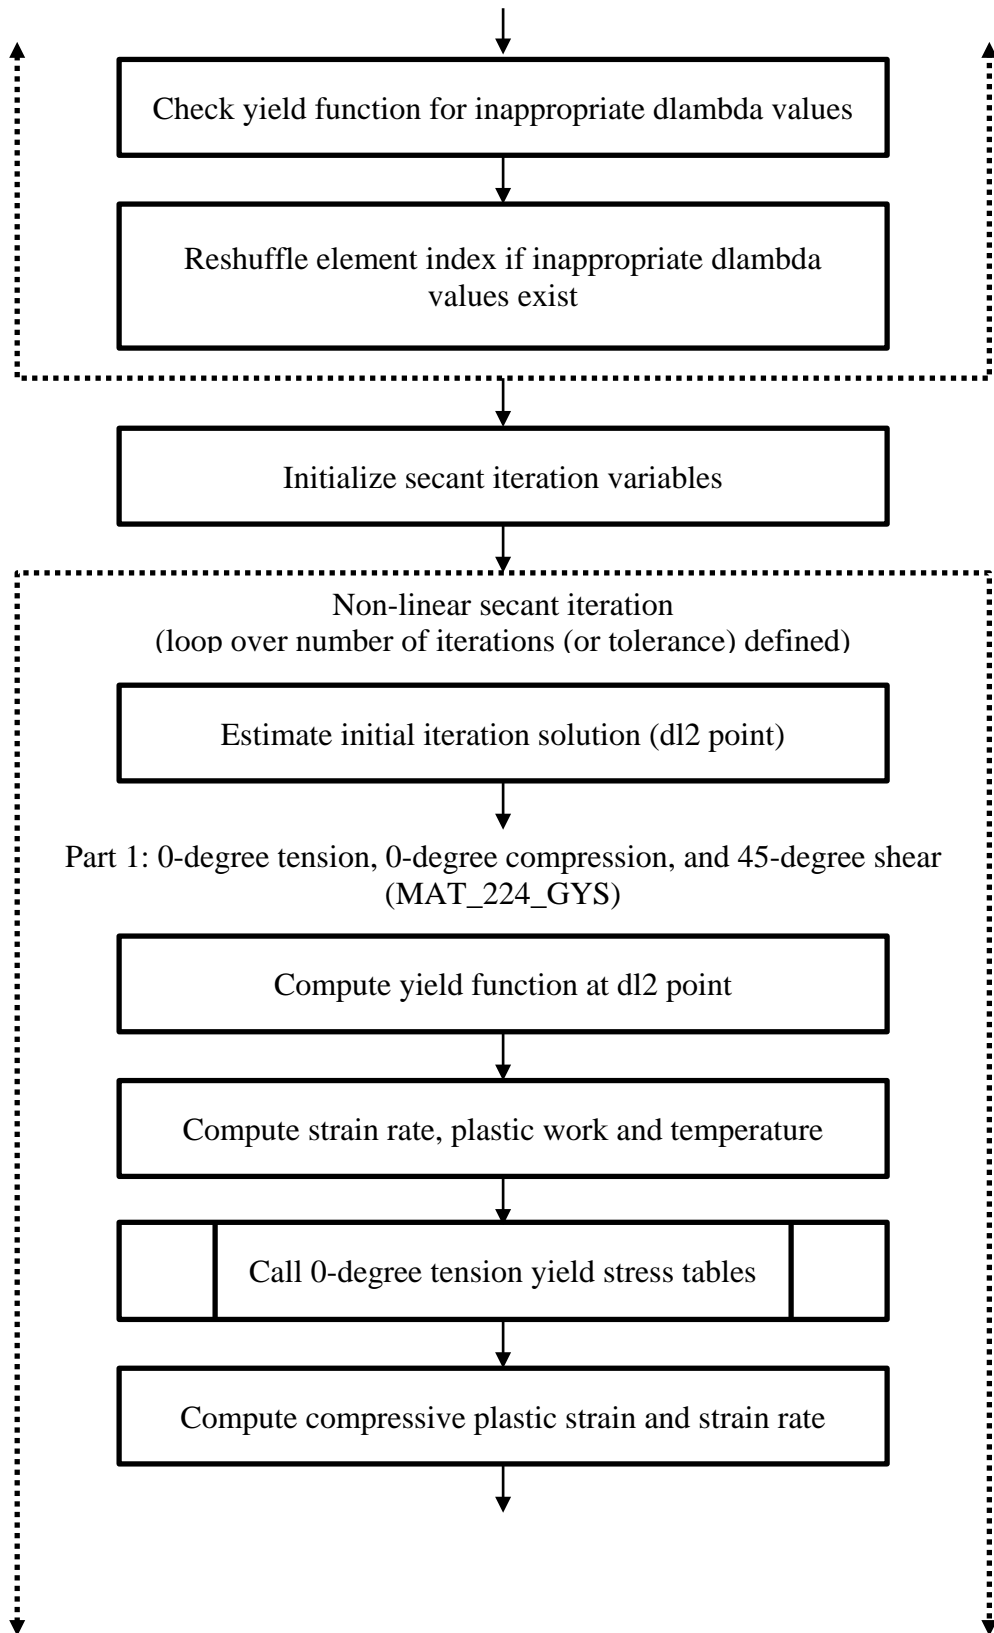 Check yield function for inappropriate dlambda values
Reshuffle element index if inappropriate dlambda
values exist
Initialize secant iteration variables
Non-linear secant iteration
(loop over number of iterations (or tolerance) defined)
Estimate initial iteration solution (dl2 point)
Part 1: 0-degree tension, 0-degree compression, and 45-degree shear
(MAT_224_GYS)
Compute yield function at dl2 point
Compute strain rate, plastic work and temperature
Call 0-degree tension yield stress tables
Compute compressive plastic strain and strain rate